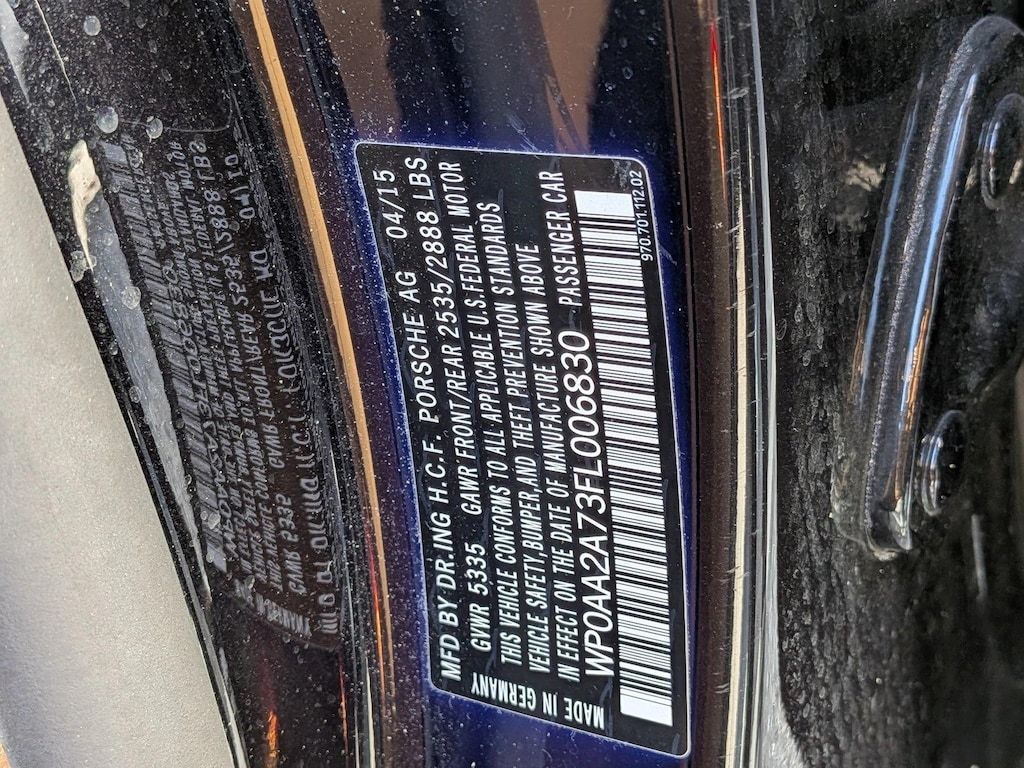 MFD BY DR.ING H.C.F. PORSCHE AG 04/15
GVWR 5335 GAWR FRONT/REAR 2535/2888 LBS
THIS VEHICLE CONFORMS TO ALL APPLICABLE U.S. FEDERAL MOTOR
VEHICLE SAFETY,BUMPER,AND THEFT PREVENTION STANDARDS
IN EFFECT ON THE DATE OF MANUFACTURE SHOWN ABOVE
WP0AA2A73FL006830 PASSENGER CAR
MADE IN GERMANY
970.701.112.02